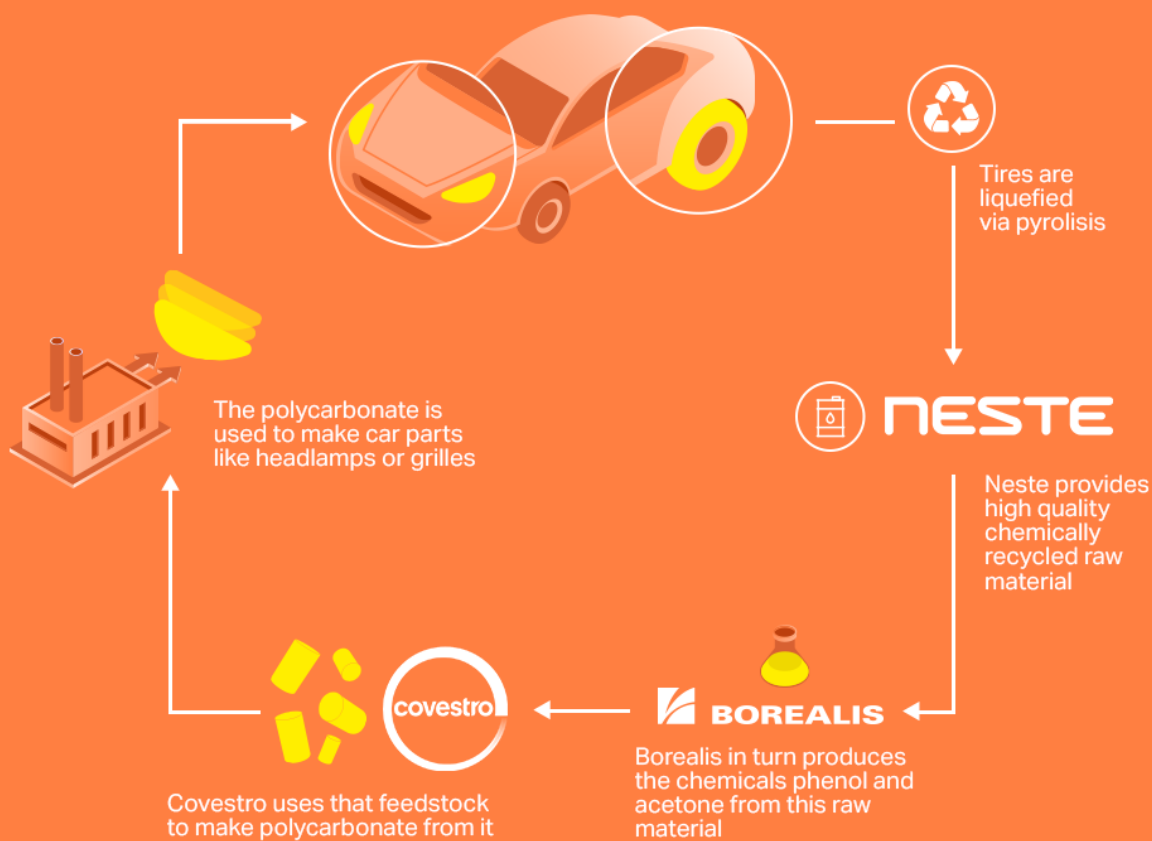 Tires are
liquefied
via pyrolisis
NESTE
Neste provides
high quality
chemically
recycled raw
material
BOREALIS
Borealis in turn produces
the chemicals phenol and
acetone from this raw
material
covestro
Covestro uses that feedstock
to make polycarbonate from it
The polycarbonate is
used to make car parts
like headlamps or grilles